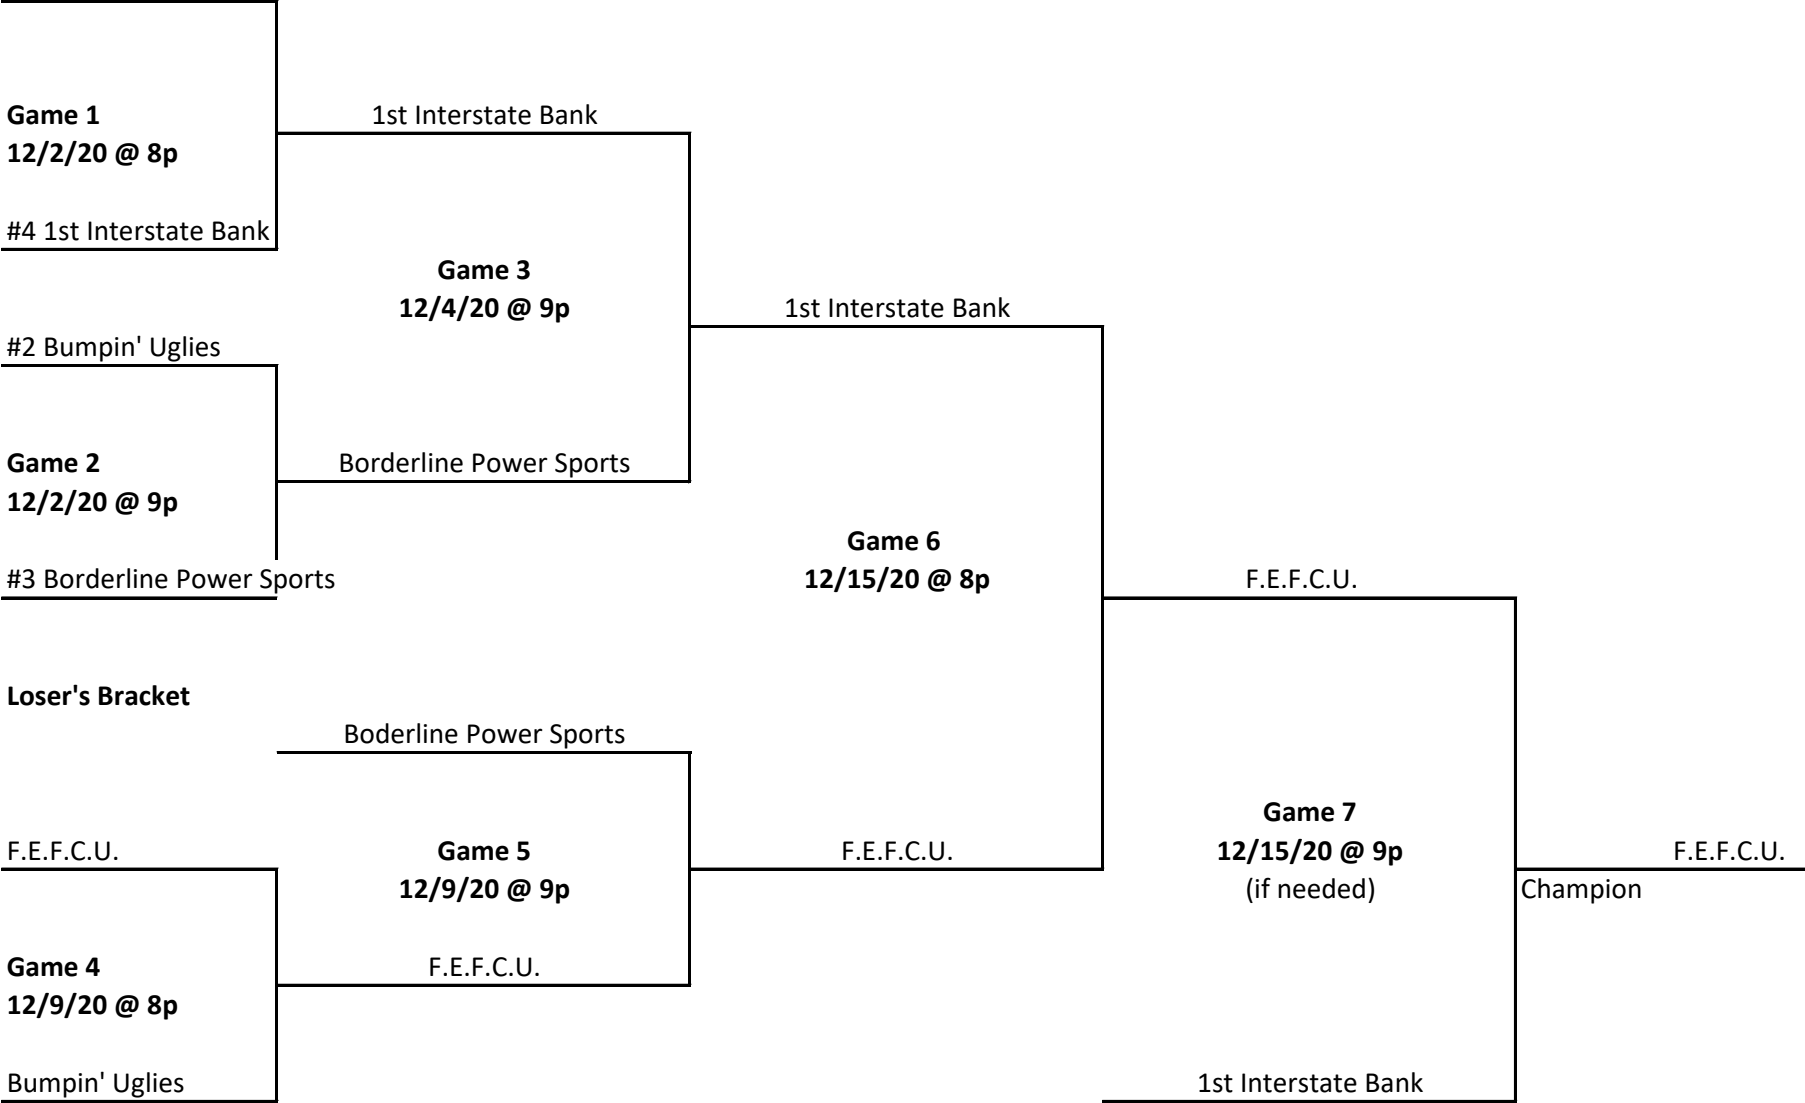 Game 1
12/2/20 @ 8p
1st Interstate Bank
#4 1st Interstate Bank
Game 3
12/4/20 @ 9p
1st Interstate Bank
#2 Bumpin' Uglies
Game 2
12/2/20 @ 9p
Borderline Power Sports
#3 Borderline Power Sports
Game 6
12/15/20 @ 8p
F.E.F.C.U.
Loser's Bracket
Boderline Power Sports
F.E.F.C.U.
Game 5
12/9/20 @ 9p
F.E.F.C.U.
Game 7
12/15/20 @ 9p
(if needed)
F.E.F.C.U.
Champion
Game 4
12/9/20 @ 8p
F.E.F.C.U.
Bumpin' Uglies
1st Interstate Bank